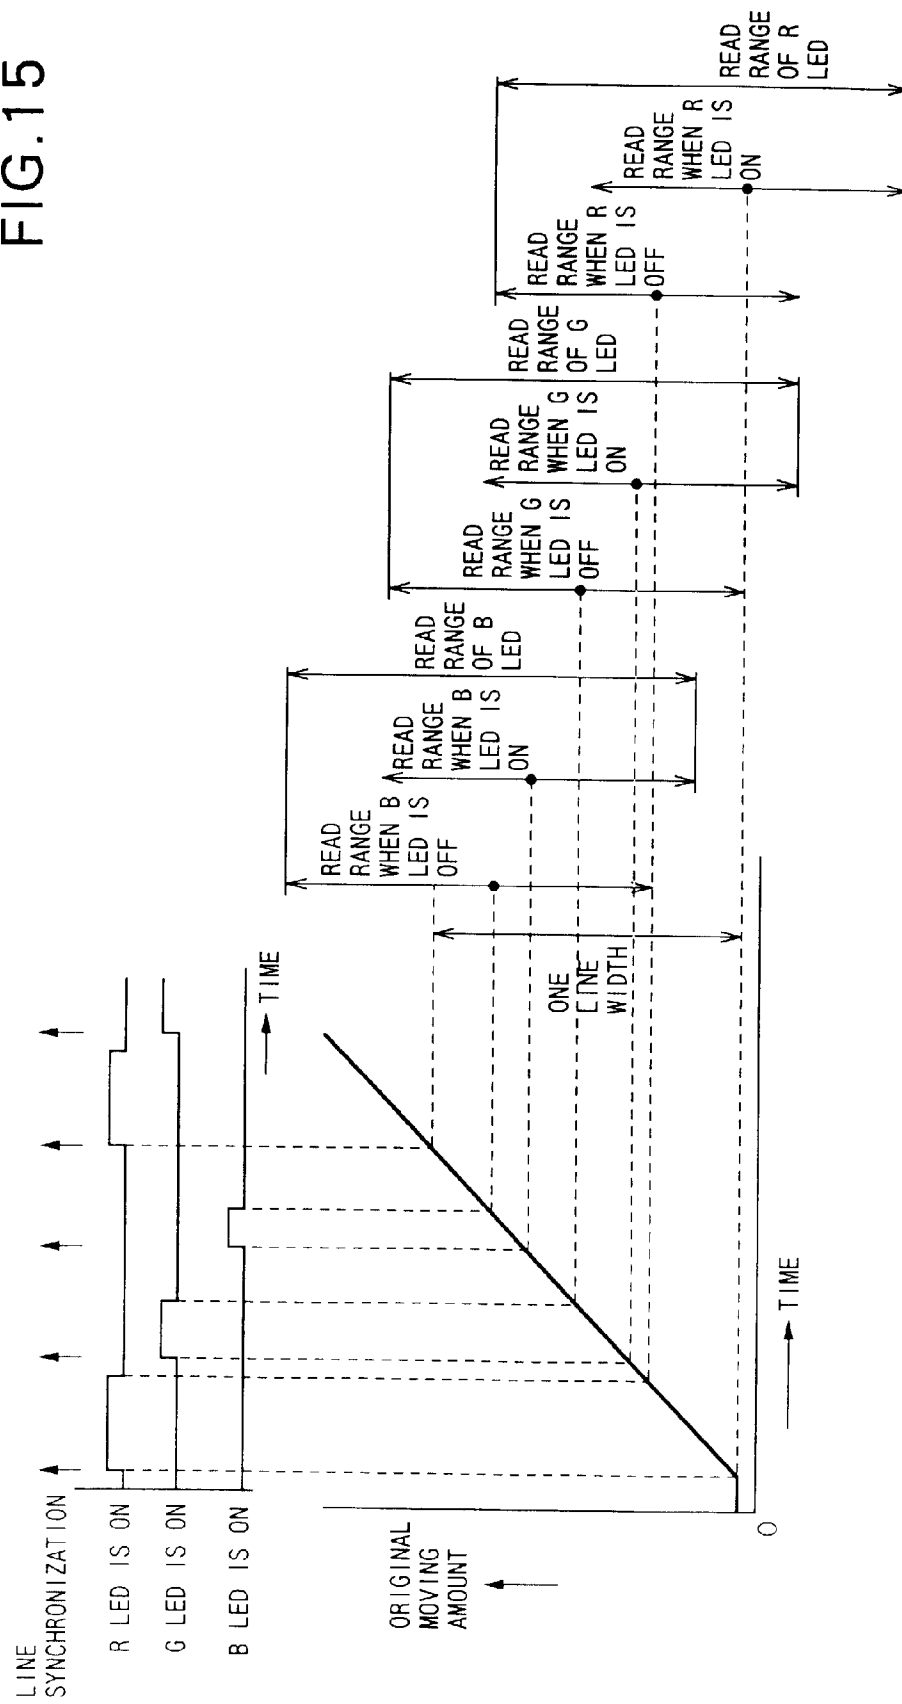 FIG.15
LINE
SYNCHRONIZATION
R LED IS ON
G LED IS ON
B LED IS ON
TIME
ORIGINAL
MOVING
AMOUNT
0
TIME
ONE
LINE
WIDTH
READ
RANGE
WHEN B
LED IS
OFF
READ
RANGE
WHEN B
LED IS
ON
READ
RANGE
OF B
LED
READ
RANGE
WHEN G
LED IS
OFF
READ
RANGE
WHEN G
LED IS
ON
READ
RANGE
OF G
LED
READ
RANGE
WHEN R
LED IS
OFF
READ
RANGE
WHEN R
LED IS
ON
READ
RANGE
OF R
LED